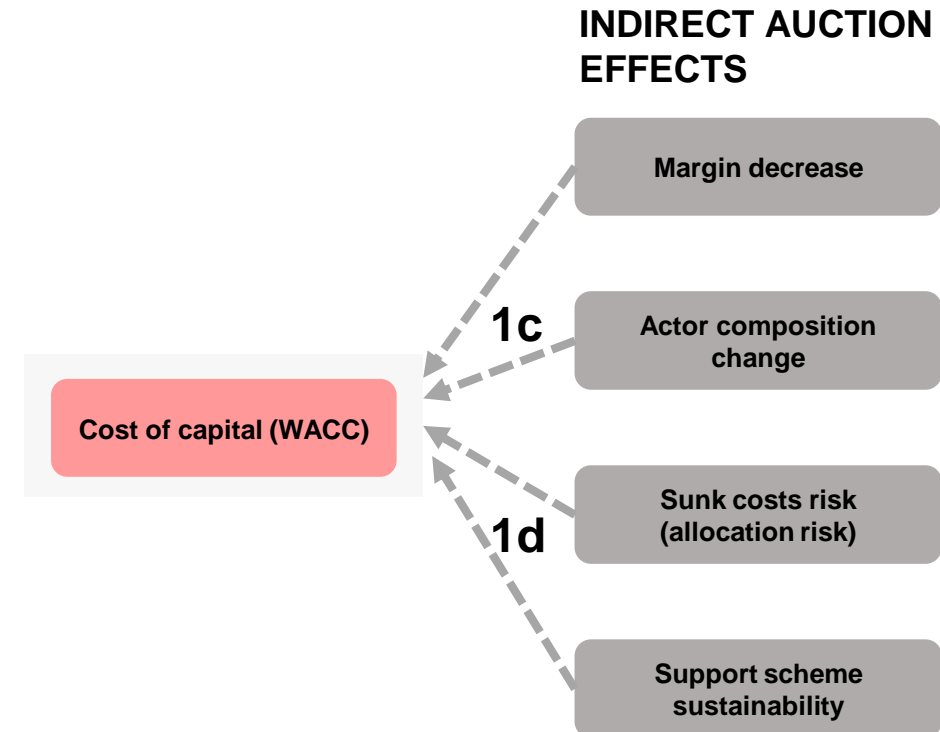 INDIRECT AUCTION
EFFECTS
Margin decrease
1c
Actor composition
change
Cost of capital (WACC)
Sunk costs risk
(allocation risk)
1d
Support scheme
sustainability